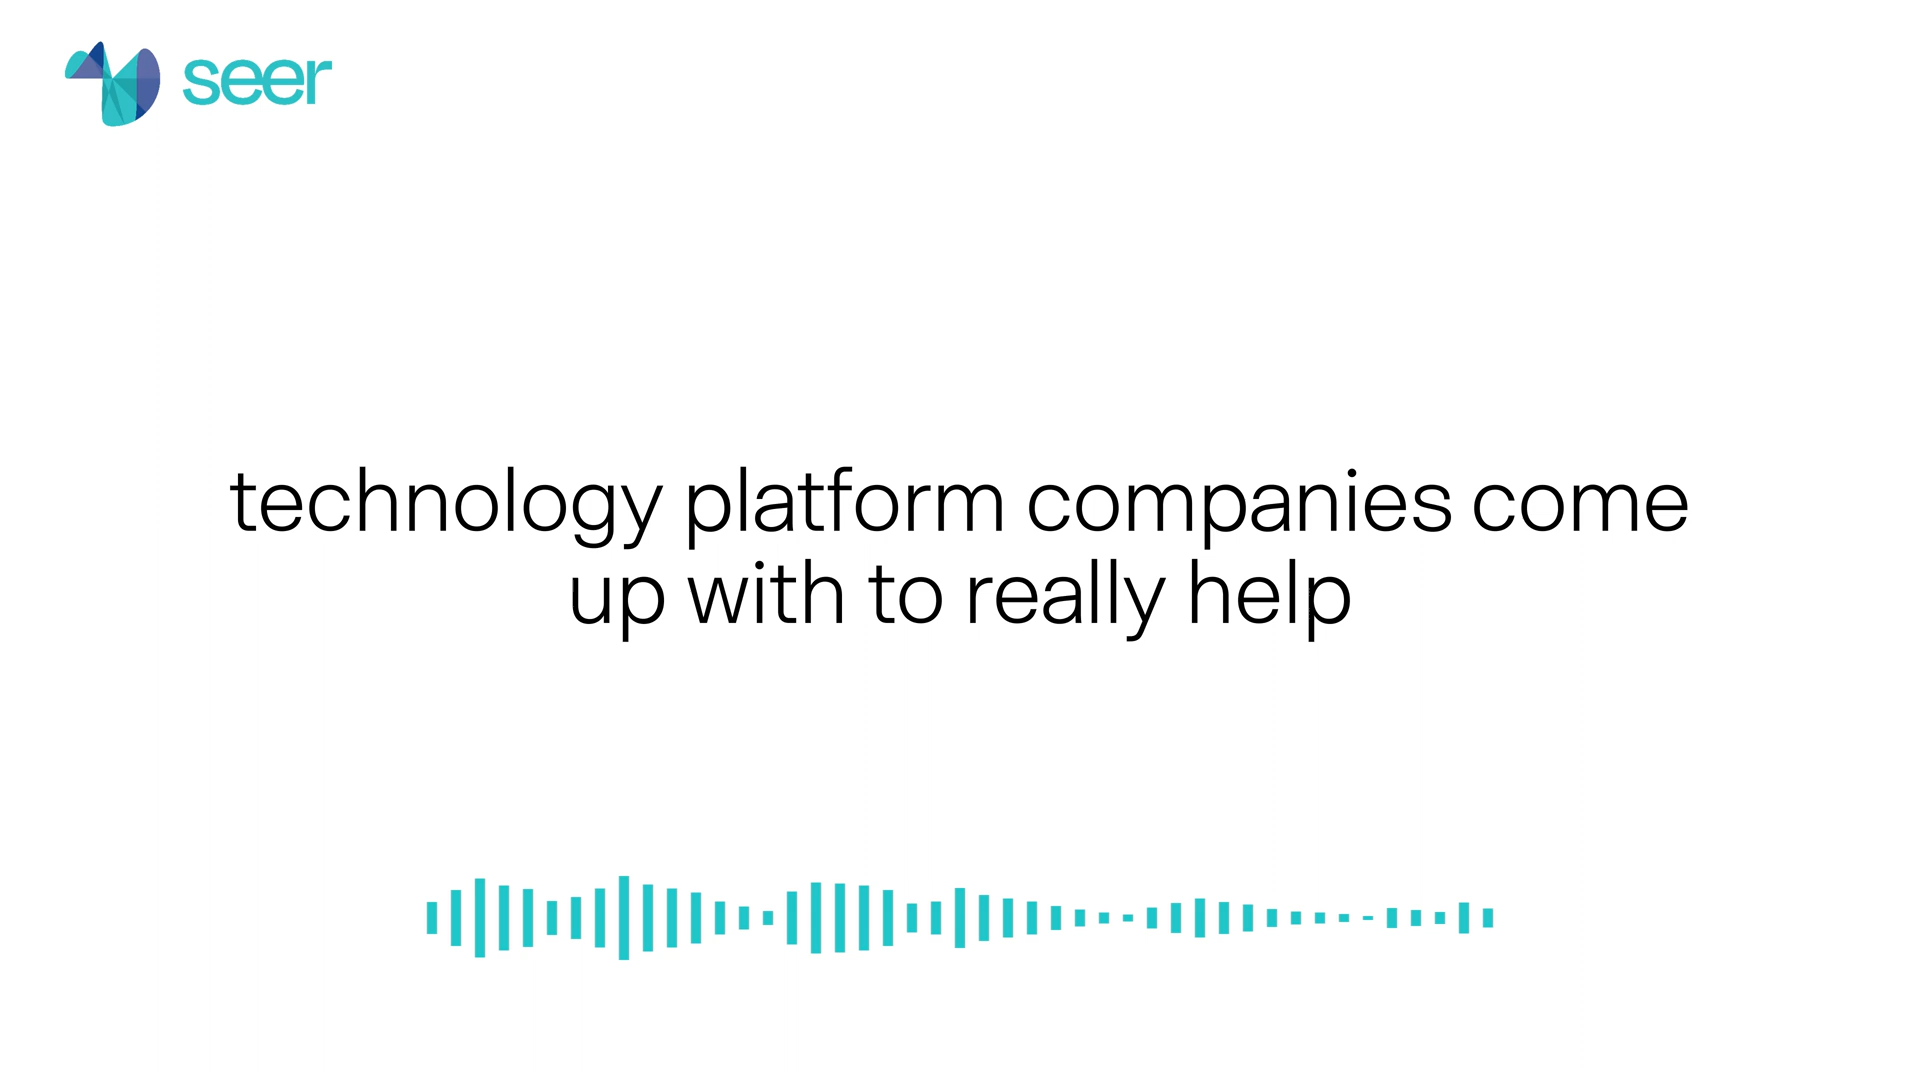 seer
technology platform companies come
up with to really help